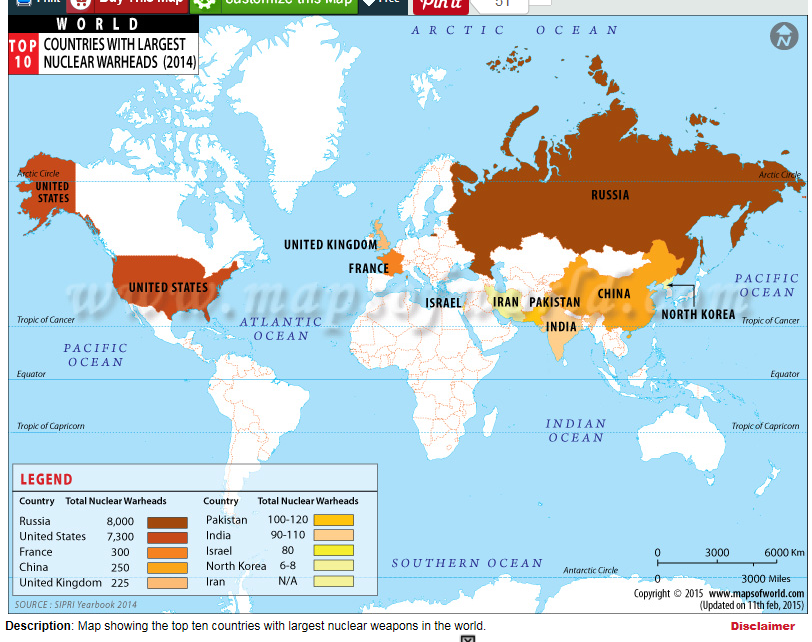 Buy This Map
Customize this Map
Pin it
51
WORLD
TOP 10
COUNTRIES WITH LARGEST
NUCLEAR WARHEADS (2014)
ARCTIC OCEAN
N
Arctic Circle
Arctic Circle
UNITED
STATES
RUSSIA
UNITED KINGDOM
FRANCE
UNITED STATES
www.mapsofworld.com
ISRAEL
IRAN
PAKISTAN
CHINA
INDIA
NORTH KOREA
PACIFIC
OCEAN
Tropic of Cancer
Tropic of Cancer
ATLANTIC
OCEAN
PACIFIC
OCEAN
Equator
Equator
Tropic of Capricorn
Tropic of Capricorn
INDIAN
OCEAN
LEGEND
Country Total Nuclear Warheads Country Total Nuclear Warheads
Russia 8,000 Pakistan 100-120
United States 7,300 India 90-110
France 300 Israel 80
China 250 North Korea 6-8
United Kingdom 225 Iran N/A
SOURCE : SIPRI Yearbook 2014
SOUTHERN OCEAN
Antarctic Circle
0 3000 6000 Km
0 3000 Miles
Copyright © 2015 www.mapsofworld.com
(Updated on 11th feb, 2015)
Description: Map showing the top ten countries with largest nuclear weapons in the world.
Disclaimer